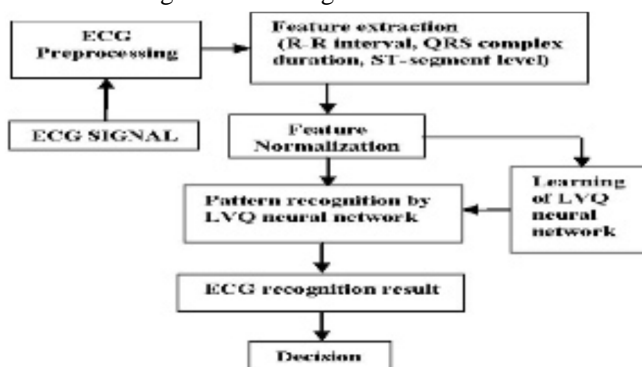 ECG
Preprocessing
Feature extraction
(R-R interval, QRS complex
duration, ST-segment level)
ECG SIGNAL
Feature
Normalization
Pattern recognition by
LVQ neural network
Learning
of LVQ
neural
network
ECG recognition result
Decision